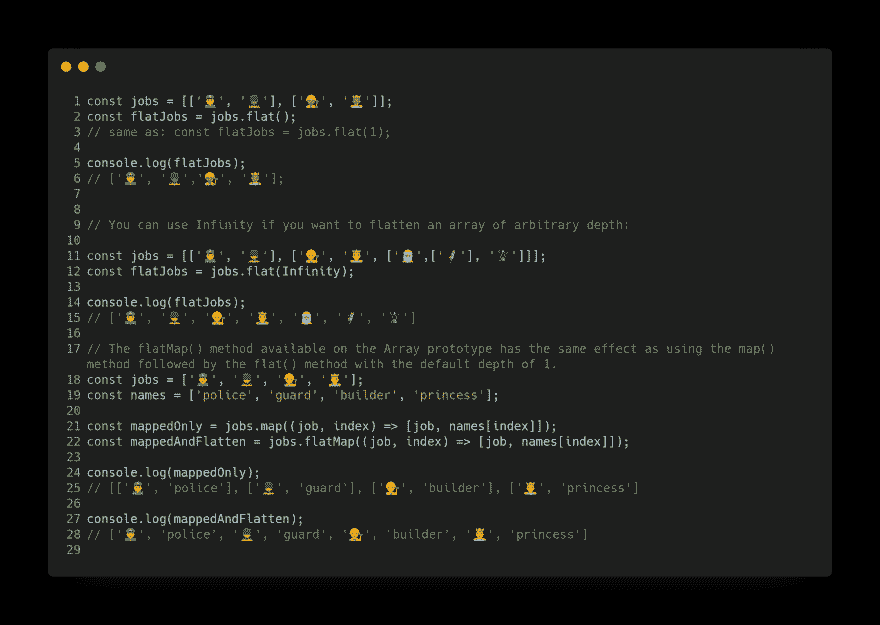 1 const jobs = [['👮', '💂'], ['👷', '👸']];
2 const flatJobs = jobs.flat();
3 // same as: const flatJobs = jobs.flat(1);
4
5 console.log(flatJobs);
6 // ['👮', '💂','👷', '👸'];
7
8
9 // You can use Infinity if you want to flatten an array of arbitrary depth:
10
11 const jobs = [['👮', '💂'], ['👷', '👸', ['',[''], '']]];
12 const flatJobs = jobs.flat(Infinity);
13
14 console.log(flatJobs);
15 // ['👮', '💂', '👷', '👸', '', '', '']
16
17 // The flatMap() method available on the Array prototype has the same effect as using the map()
method followed by the flat() method with the default depth of 1.
18 const jobs = ['👮', '💂', '👷', '👸'];
19 const names = ['police', 'guard', 'builder', 'princess'];
20
21 const mappedOnly = jobs.map((job, index) => [job, names[index]]);
22 const mappedAndFlatten = jobs.flatMap((job, index) => [job, names[index]]);
23
24 console.log(mappedOnly);
25 // [['👮', 'police'], ['💂', 'guard'], ['👷', 'builder'], ['👸', 'princess']
26
27 console.log(mappedAndFlatten);
28 // ['👮', 'police', '💂', 'guard', '👷', 'builder', '👸', 'princess']
29